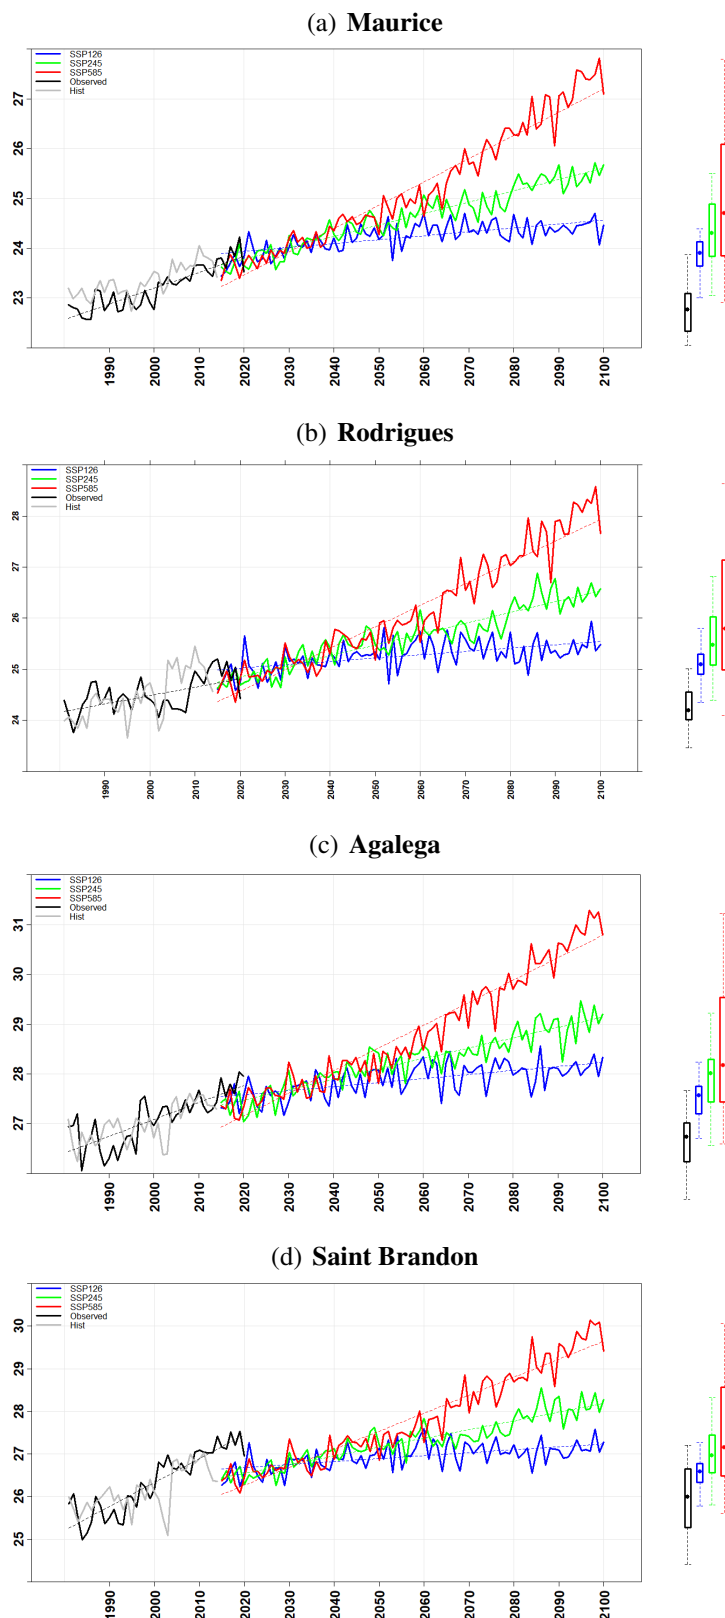 (a) Maurice
SSP126
SSP245
SSP585
Observed
Hist
27
26
25
24
23
1990 2000 2010 2020 2030 2040 2050 2060 2070 2080 2090 2100
(b) Rodrigues
SSP126
SSP245
SSP585
Observed
Hist
28
27
26
25
24
1990 2000 2010 2020 2030 2040 2050 2060 2070 2080 2090 2100
(c) Agalega
SSP126
SSP245
SSP585
Observed
Hist
31
30
29
28
27
1990 2000 2010 2020 2030 2040 2050 2060 2070 2080 2090 2100
(d) Saint Brandon
SSP126
SSP245
SSP585
Observed
Hist
30
29
28
27
26
25
1990 2000 2010 2020 2030 2040 2050 2060 2070 2080 2090 2100